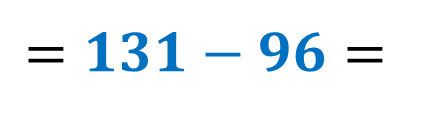 = 131 − 96 =